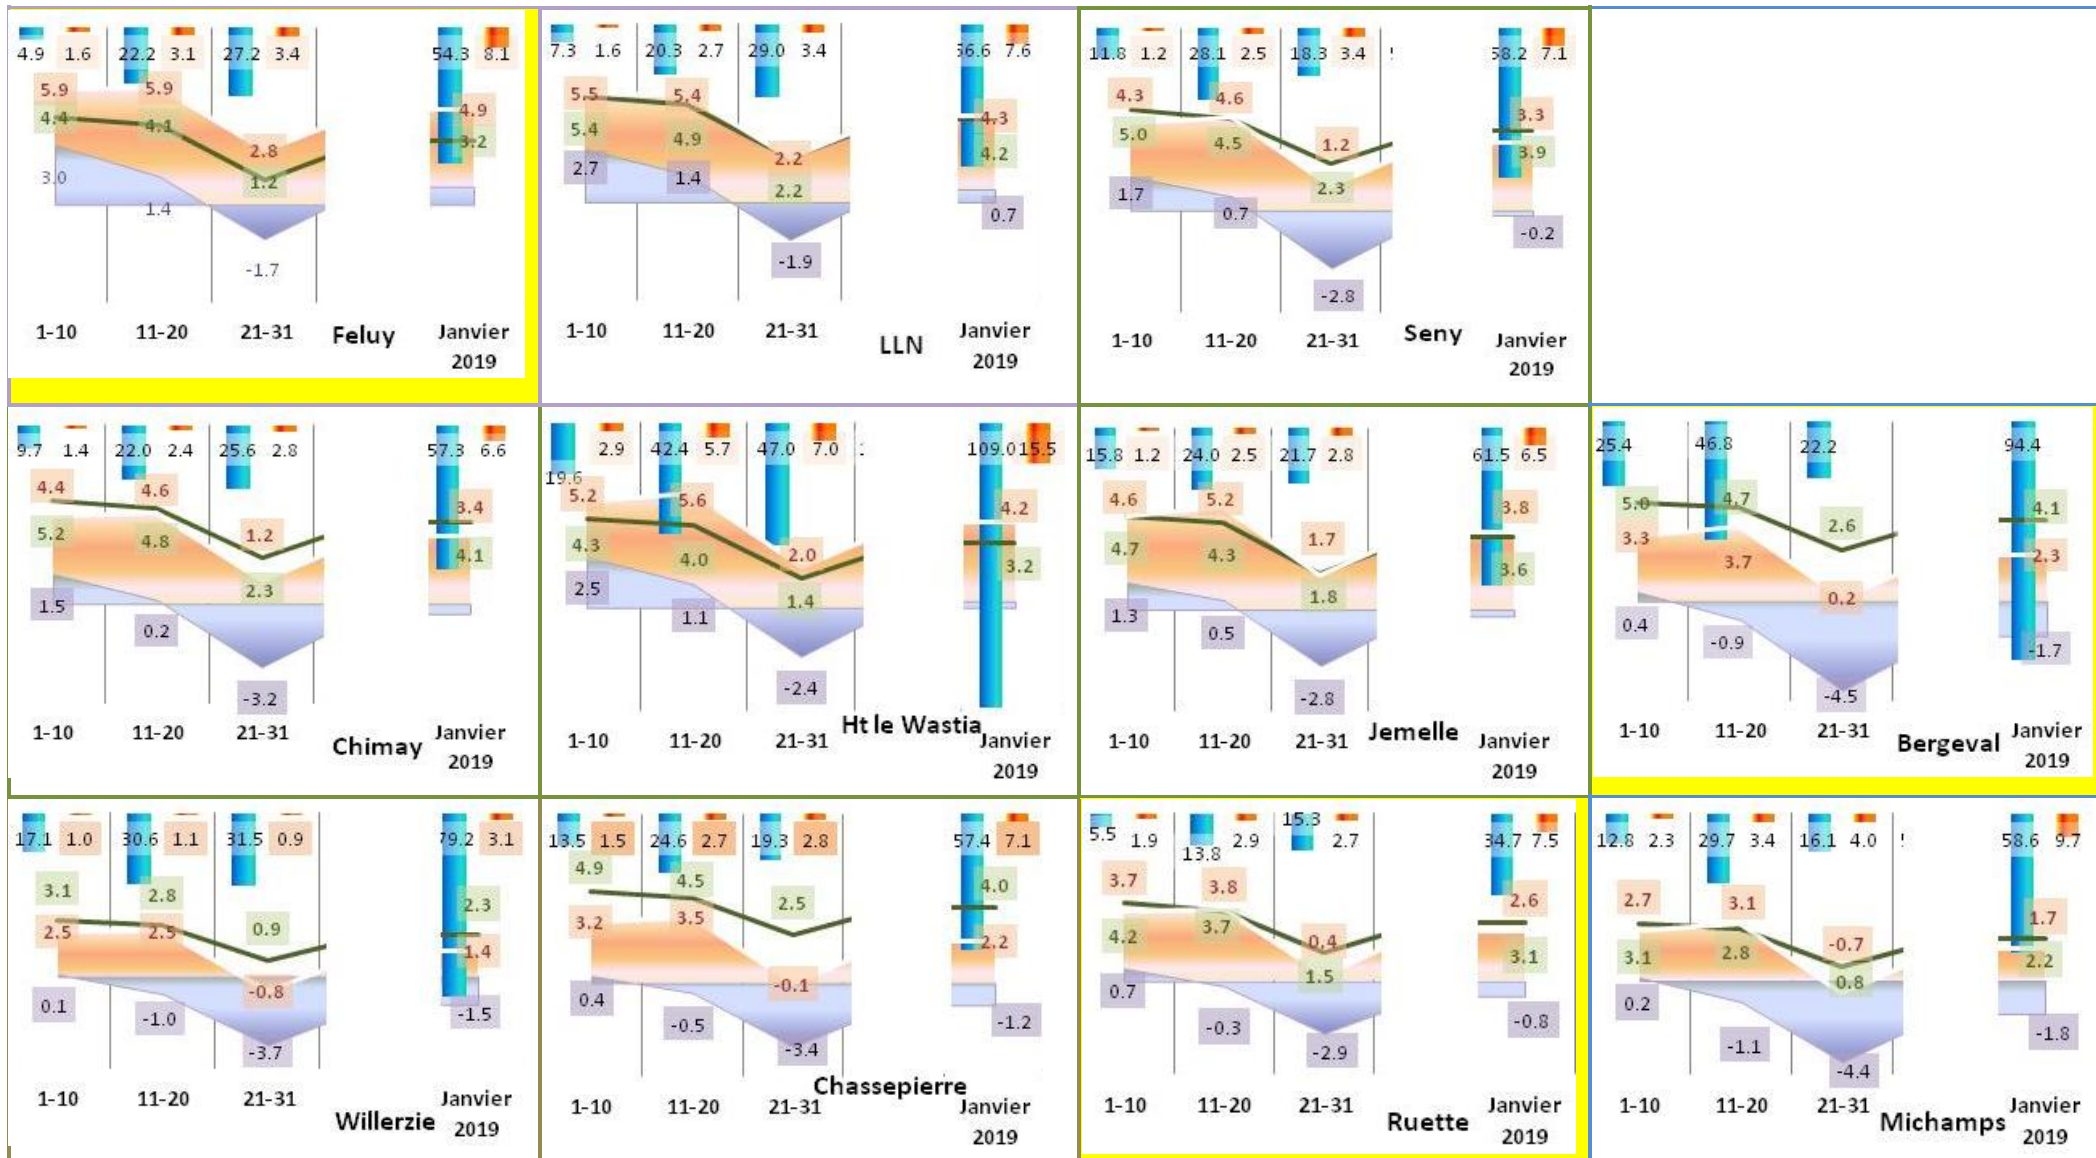 4.9 1.6 22.2 3.1 27.2 3.4 54.3 8.1
5.9 5.9 4.9
4.4 4.1 3.2
2.8
3.0 1.2
1.4
-1.7
1-10 11-20 21-31 Feluy Janvier
2019
7.3 1.6 20.3 2.7 29.0 3.4 56.6 7.6
5.5 5.4 4.3
5.4 4.9 2.2 4.2
2.7 1.4 2.2
0.7
-1.9
1-10 11-20 21-31 LLN Janvier
2019
11.8 1.2 28.1 2.5 18.3 3.4 58.2 7.1
4.3 4.6 3.3
5.0 4.5 1.2 3.9
1.7 0.7 2.3
-0.2
-2.8
1-10 11-20 21-31 Seny Janvier
2019
9.7 1.4 22.0 2.4 25.6 2.8 57.3 6.6
4.4 4.6 3.4
5.2 4.8 1.2 4.1
1.5 0.2 2.3
-3.2
1-10 11-20 21-31 Chimay Janvier
2019
19.6 2.9 42.4 5.7 47.0 7.0 109.0 15.5
5.2 5.6 4.2
4.3 4.0 2.0 3.2
2.5 1.1 1.4
-2.4
1-10 11-20 21-31 Ht le Wastia Janvier
2019
15.8 1.2 24.0 2.5 21.7 2.8 61.5 6.5
4.6 5.2 3.8
4.7 4.3 1.7 3.6
1.3 0.5 1.8
-2.8
1-10 11-20 21-31 Jemelle Janvier
2019
25.4 46.8 22.2 94.4
5.0 4.7 2.6 4.1
3.3 3.7 2.3
0.4 -0.9 0.2 -1.7
-4.5
1-10 11-20 21-31 Bergeval Janvier
2019
17.1 1.0 30.6 1.1 31.5 0.9 79.2 3.1
3.1 2.8 2.3
2.5 2.5 0.9 1.4
0.1 -1.0 -0.8 -1.5
-3.7
1-10 11-20 21-31 Willerzie Janvier
2019
13.5 1.5 24.6 2.7 19.3 2.8 57.4 7.1
4.9 4.5 2.5 4.0
3.2 3.5 2.2
0.4 -0.5 -0.1 -1.2
-3.4
1-10 11-20 21-31 Chassepierre Janvier
2019
5.5 1.9 13.8 2.9 15.3 2.7 34.7 7.5
3.7 3.8 2.6
4.2 3.7 0.4 3.1
0.7 -0.3 1.5 -0.8
-2.9
1-10 11-20 21-31 Ruette Janvier
2019
12.8 2.3 29.7 3.4 16.1 4.0 58.6 9.7
2.7 3.1 1.7
3.1 2.8 -0.7 2.2
0.2 -1.1 0.8 -1.8
-4.4
1-10 11-20 21-31 Michamps Janvier
2019